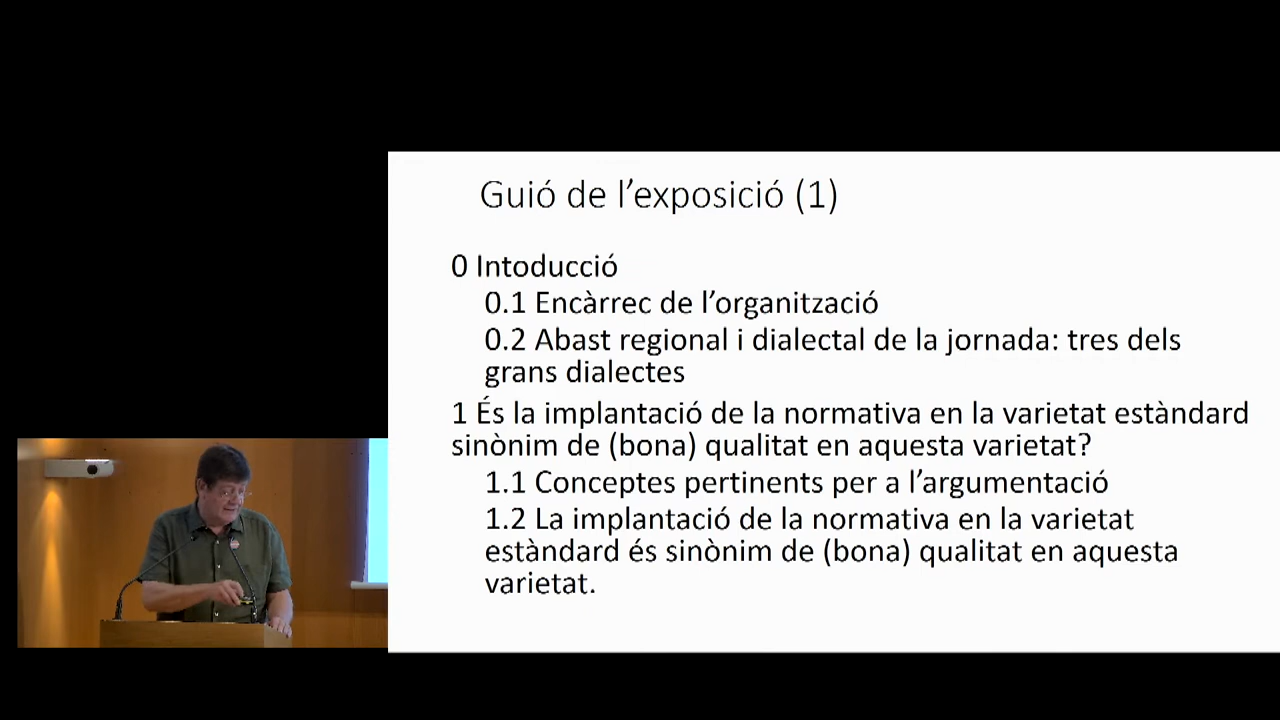 Guió de l’exposició (1)
0 Intoducció
0.1 Encàrrec de l’organització
0.2 Abast regional i dialectal de la jornada: tres dels
grans dialectes
1 És la implantació de la normativa en la varietat estàndard
sinònim de (bona) qualitat en aquesta varietat?
1.1 Conceptes pertinents per a l’argumentació
1.2 La implantació de la normativa en la varietat
estàndard és sinònim de (bona) qualitat en aquesta
varietat.